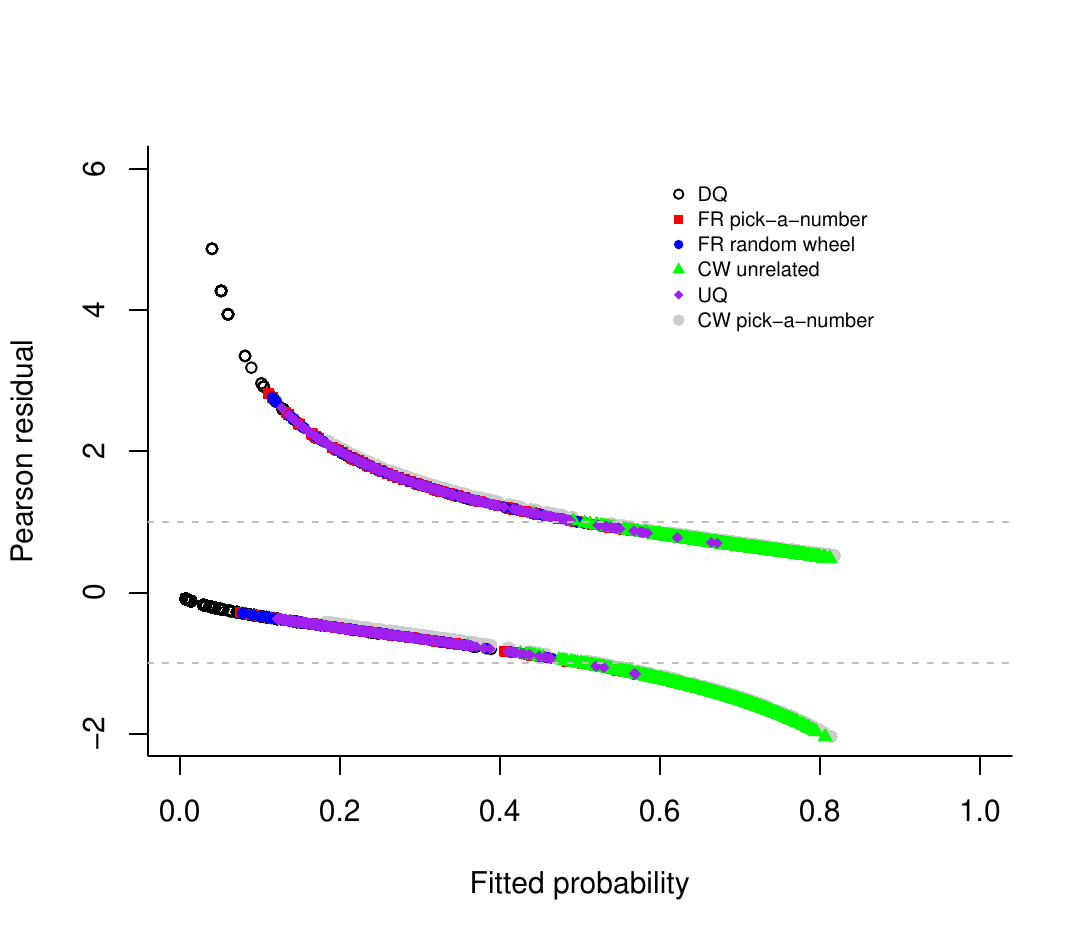 6
4
2
0
−2
Pearson residual
DQ
FR pick−a−number
FR random wheel
CW unrelated
UQ
CW pick−a−number
0.0 0.2 0.4 0.6 0.8 1.0
Fitted probability